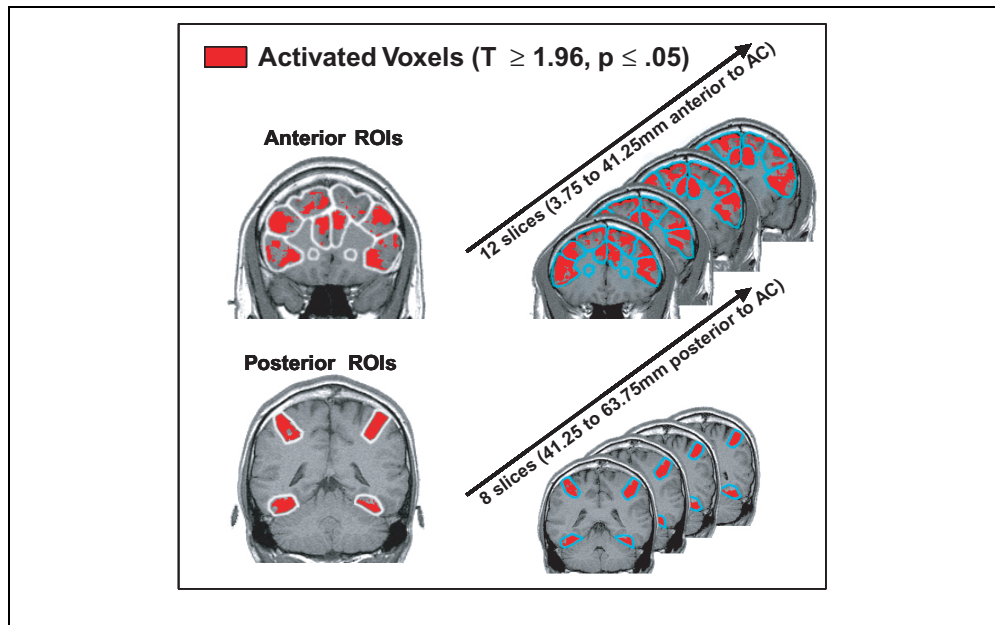 Activated Voxels (T ≥ 1.96, p ≤ .05)
Anterior ROIs
12 slices (3.75 to 41.25mm anterior to AC)
Posterior ROIs
8 slices (41.25 to 63.75mm posterior to AC)